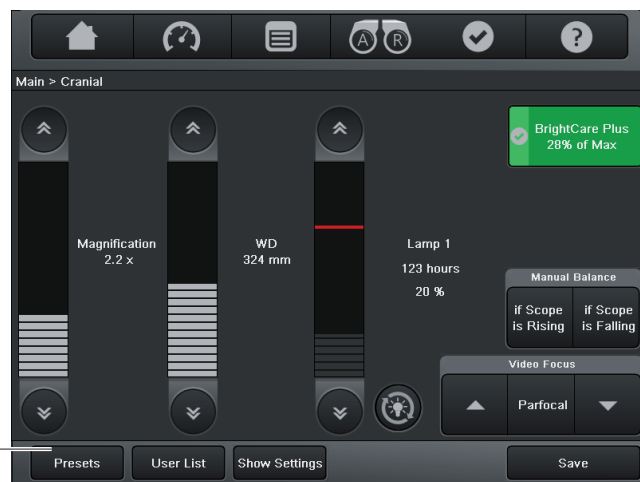 A R ?
Main > Cranial
BrightCare Plus
28% of Max
Magnification
2.2 x
WD
324 mm
Lamp 1
123 hours
20 %
Manual Balance
if Scope
is Rising
if Scope
is Falling
Video Focus
Parfocal
Presets
User List
Show Settings
Save